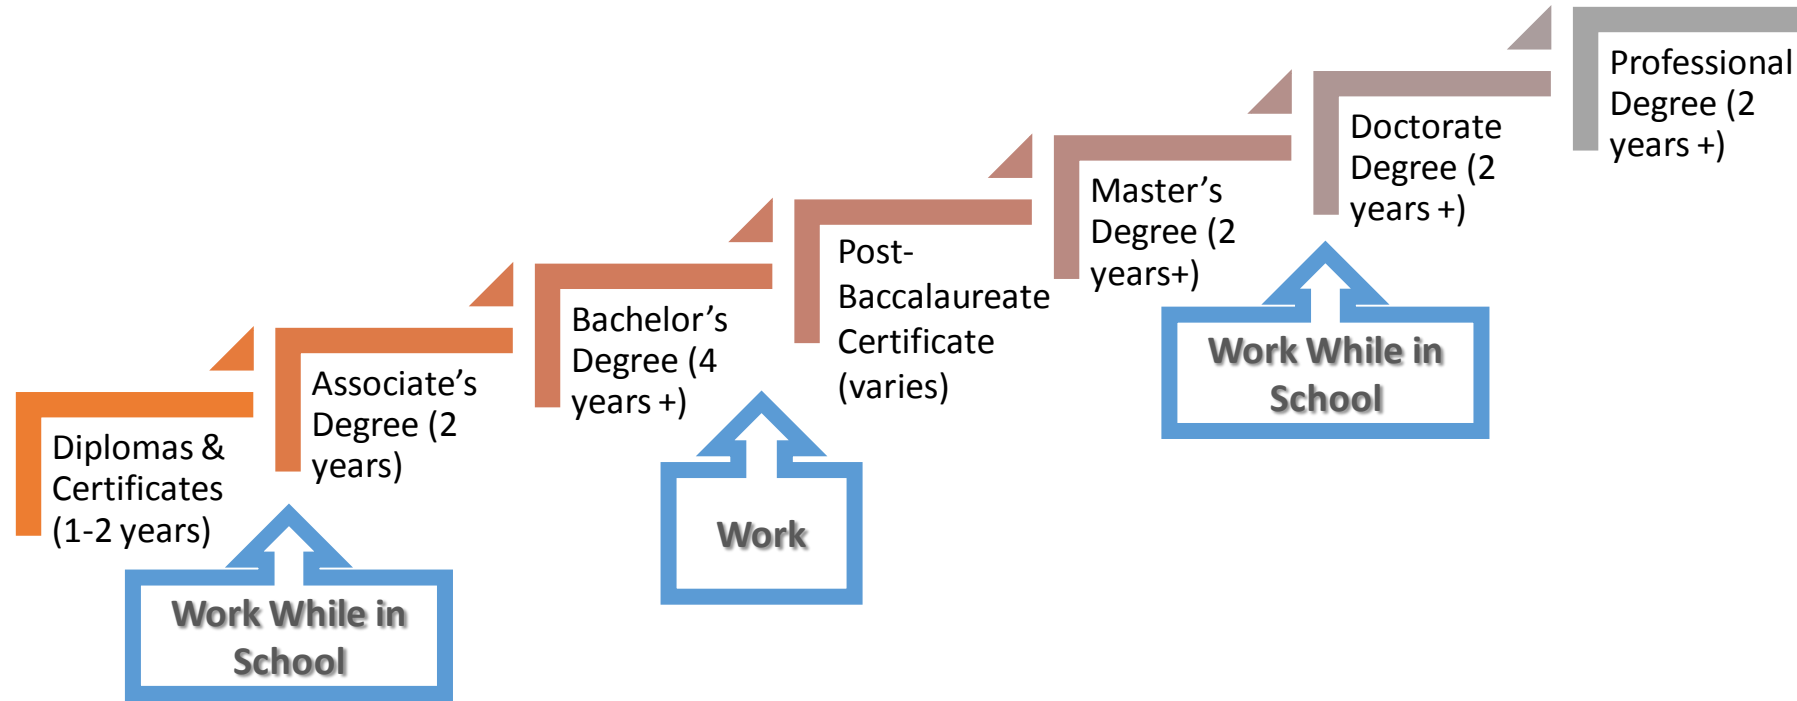 Diplomas &
Certificates
(1-2 years)
Associate’s
Degree (2
years)
Bachelor’s
Degree (4
years +)
Post-
Baccalaureate
Certificate
(varies)
Master’s
Degree (2
years+)
Doctorate
Degree (2
years +)
Professional
Degree (2
years +)
Work While in
School
Work
Work While in
School